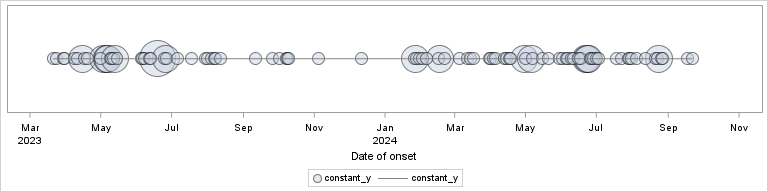 Mar May Jul Sep Nov Jan Mar May Jul Sep Nov
2023 2024
Date of onset
constant_y constant_y